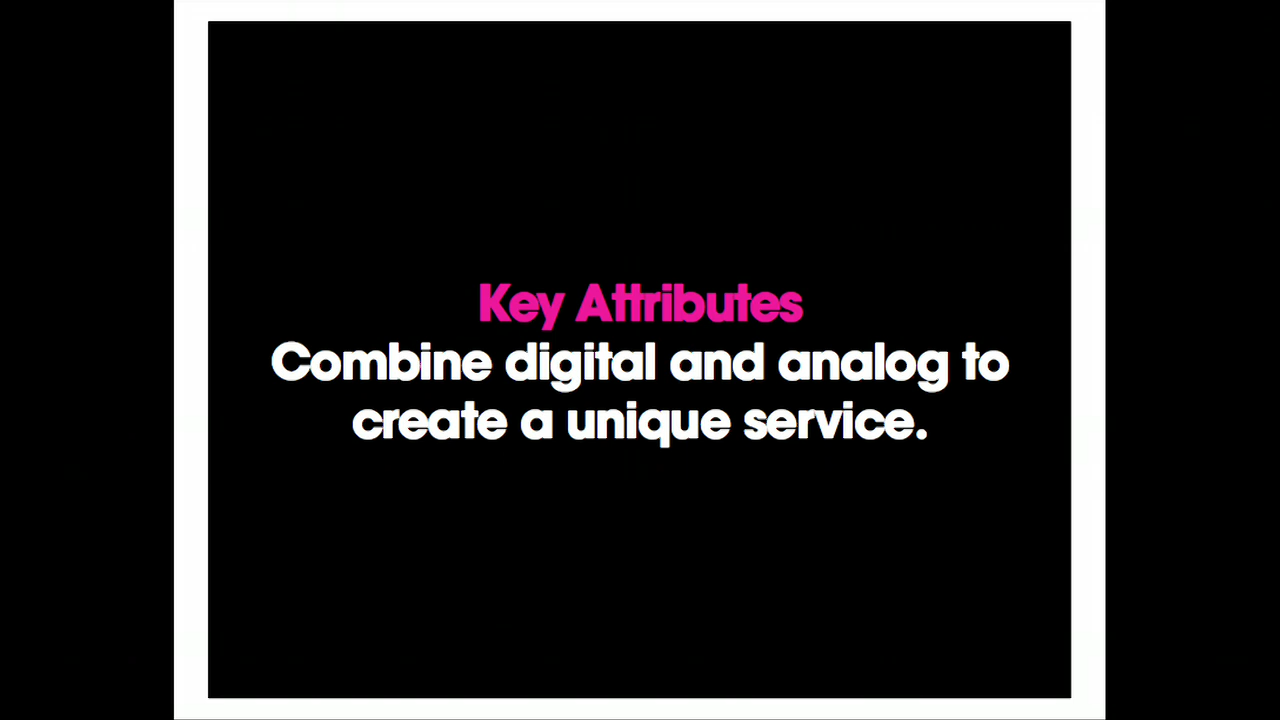 Key Attributes
Combine digital and analog to
create a unique service.